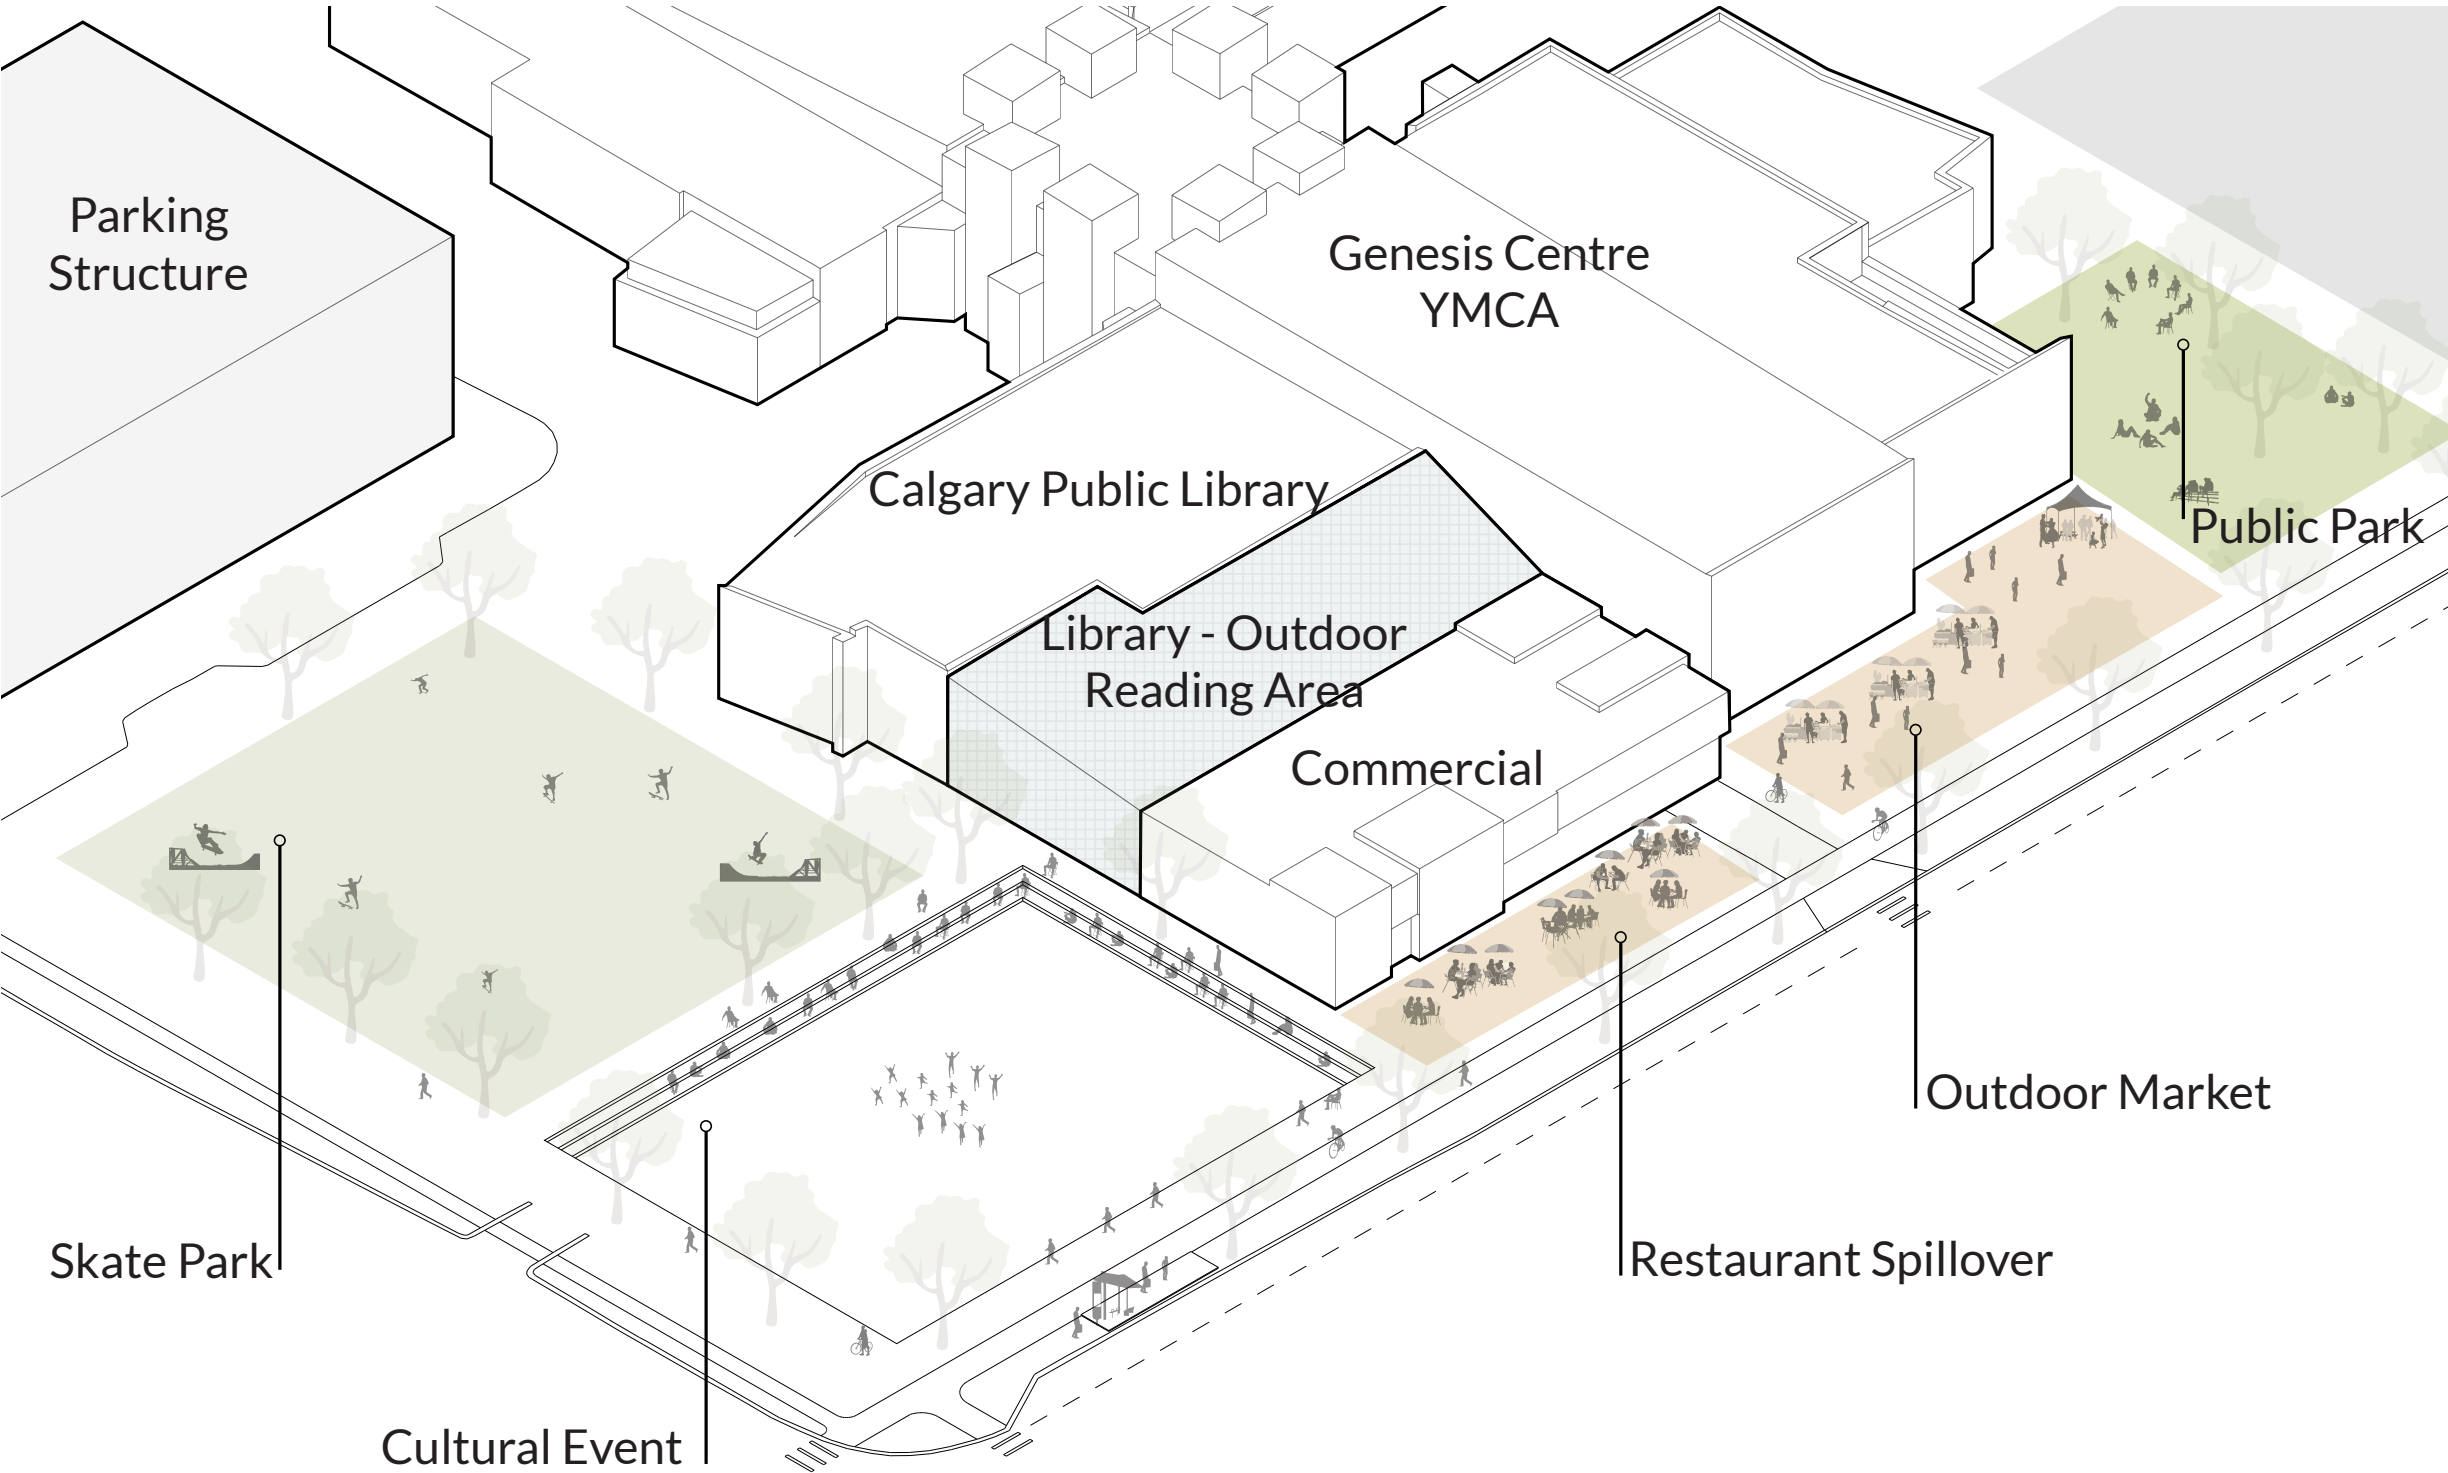 Parking
Structure
Genesis Centre
YMCA
Calgary Public Library
Public Park
Library - Outdoor
Reading Area
Commercial
Outdoor Market
Skate Park
Restaurant Spillover
Cultural Event